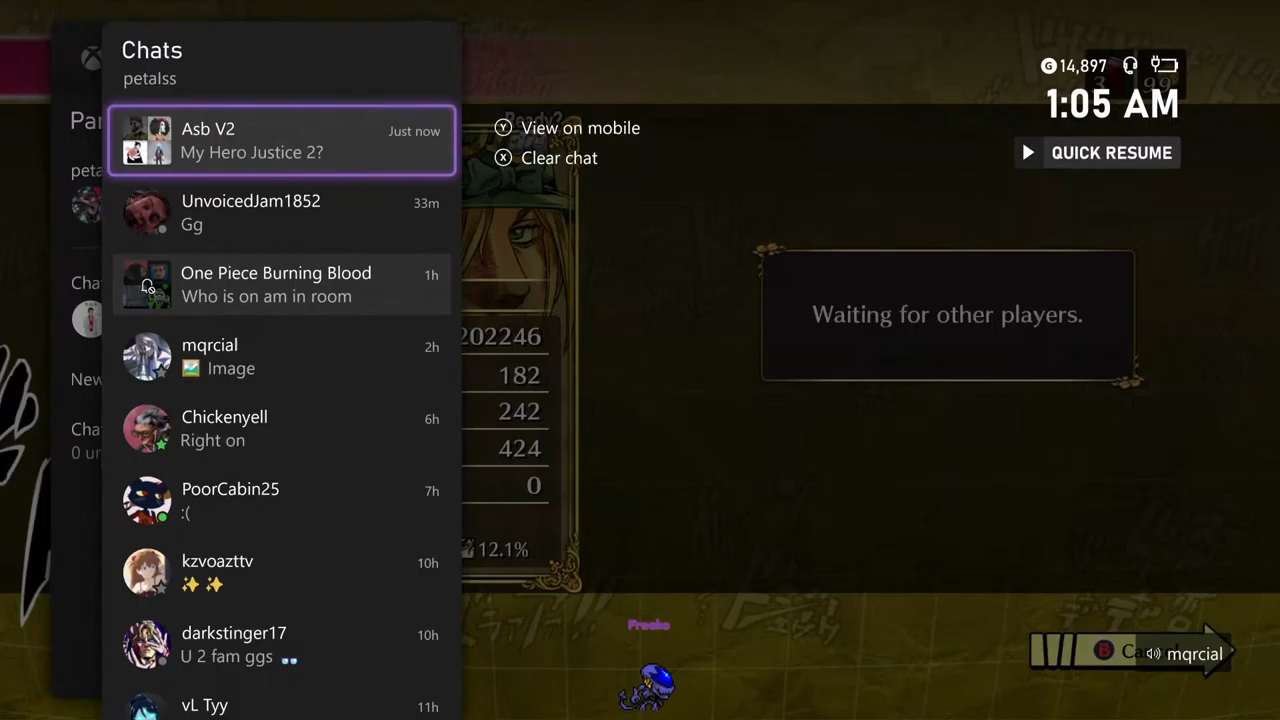 Chats
petalss
Asb V2
Just now
My Hero Justice 2?
UnvoicedJam1852
33m
Gg
One Piece Burning Blood
1h
Who is on am in room
mqrcial
2h
Image
Chickenyell
6h
Right on
PoorCabin25
7h
:(
kzvoazttv
10h
✨ ✨
darkstinger17
10h
U 2 fam ggs
vL Tyy
11h
Y View on mobile
X Clear chat
G 14,897
1:05 AM
QUICK RESUME
Ready?
Waiting for other players.
202246
182
242
424
0
12.1%
Freako
B
mqrcial